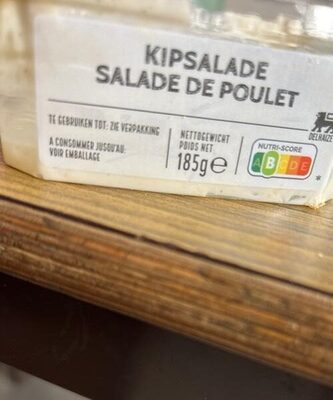 KIPSALADE
SALADE DE POULET
TE GEBRUIKEN TOT: ZIE VERPAKKING
A CONSOMMER JUSQU'AU:
VOIR EMBALLAGE
NETTOGEWICHT
POIDS NET
185g e
DELHAIZE
NUTRI-SCORE
A B C D E
*